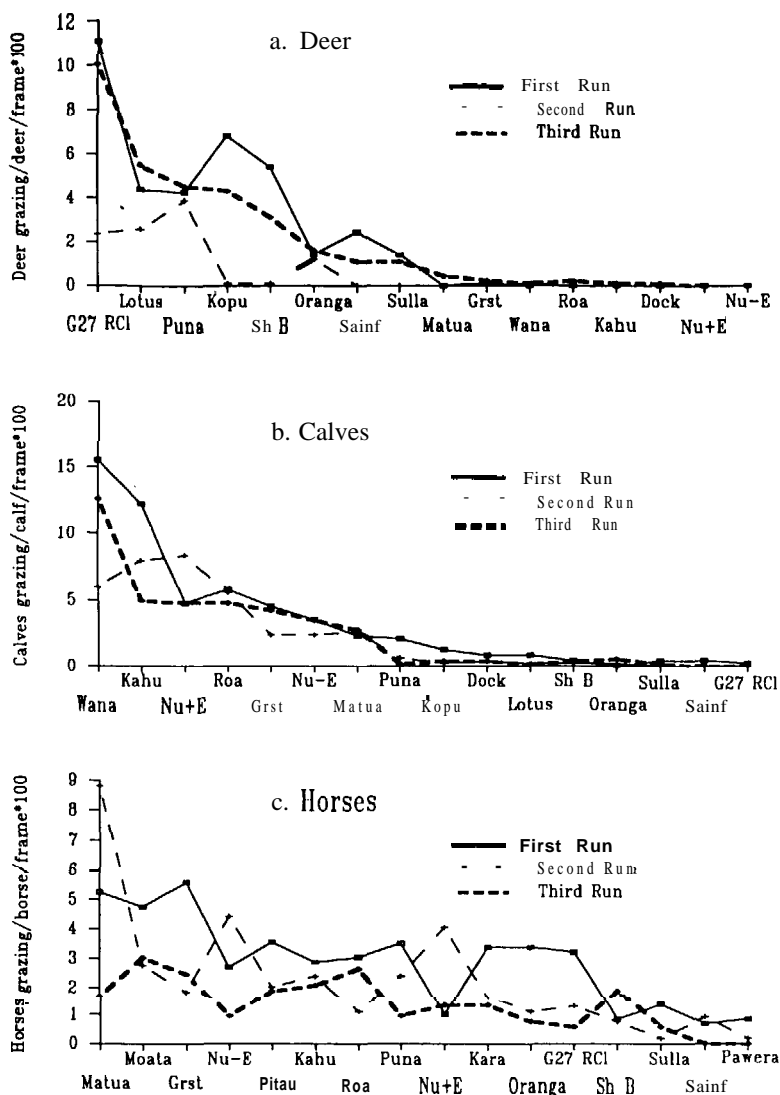 a. Deer
Deer grazing/deer/frame*100
12
10
8
6
4
2
0
First Run
Second Run
Third Run
Lotus Kopu Oranga Sulla Grst Roa Dock Nu-E
G27 RCl Puna Sh B Sainf Matua Wana Kahu Nu+E
b. Calves
Calves grazing/calf/frame*100
20
15
10
5
0
First Run
Second Run
Third Run
Kahu Roa Nu-E Puna Dock Sh B Sulla G27 RCl
Wana Nu+E Grst Matua Kopu Lotus Oranga Sainf
c. Horses
Horses grazing/horse/frame*100
9
8
7
6
5
4
3
2
1
0
First Run
Second Run
Third Run
Moata Nu-E Kahu Puna Kara G27 RCl Sulla Pawera
Matua Grst Pitau Roa Nu+E Oranga Sh B Sainf